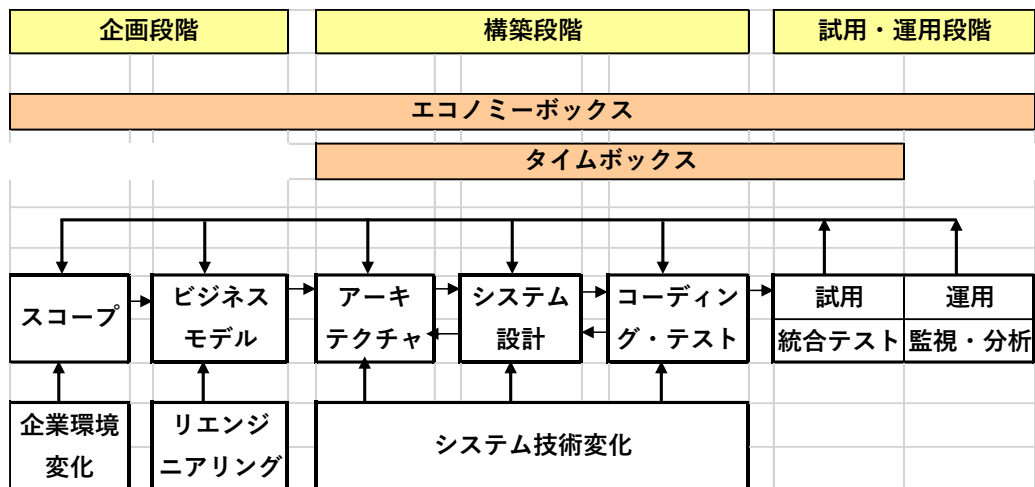 企画段階
構築段階
試用・運用段階
エコノミーボックス
タイムボックス
スコープ
ビジネス
モデル
アーキ
テクチャ
システム
設計
コーディン
グ・テスト
試用
統合テスト
運用
監視・分析
企業環境
変化
リエンジ
ニアリング
システム技術変化